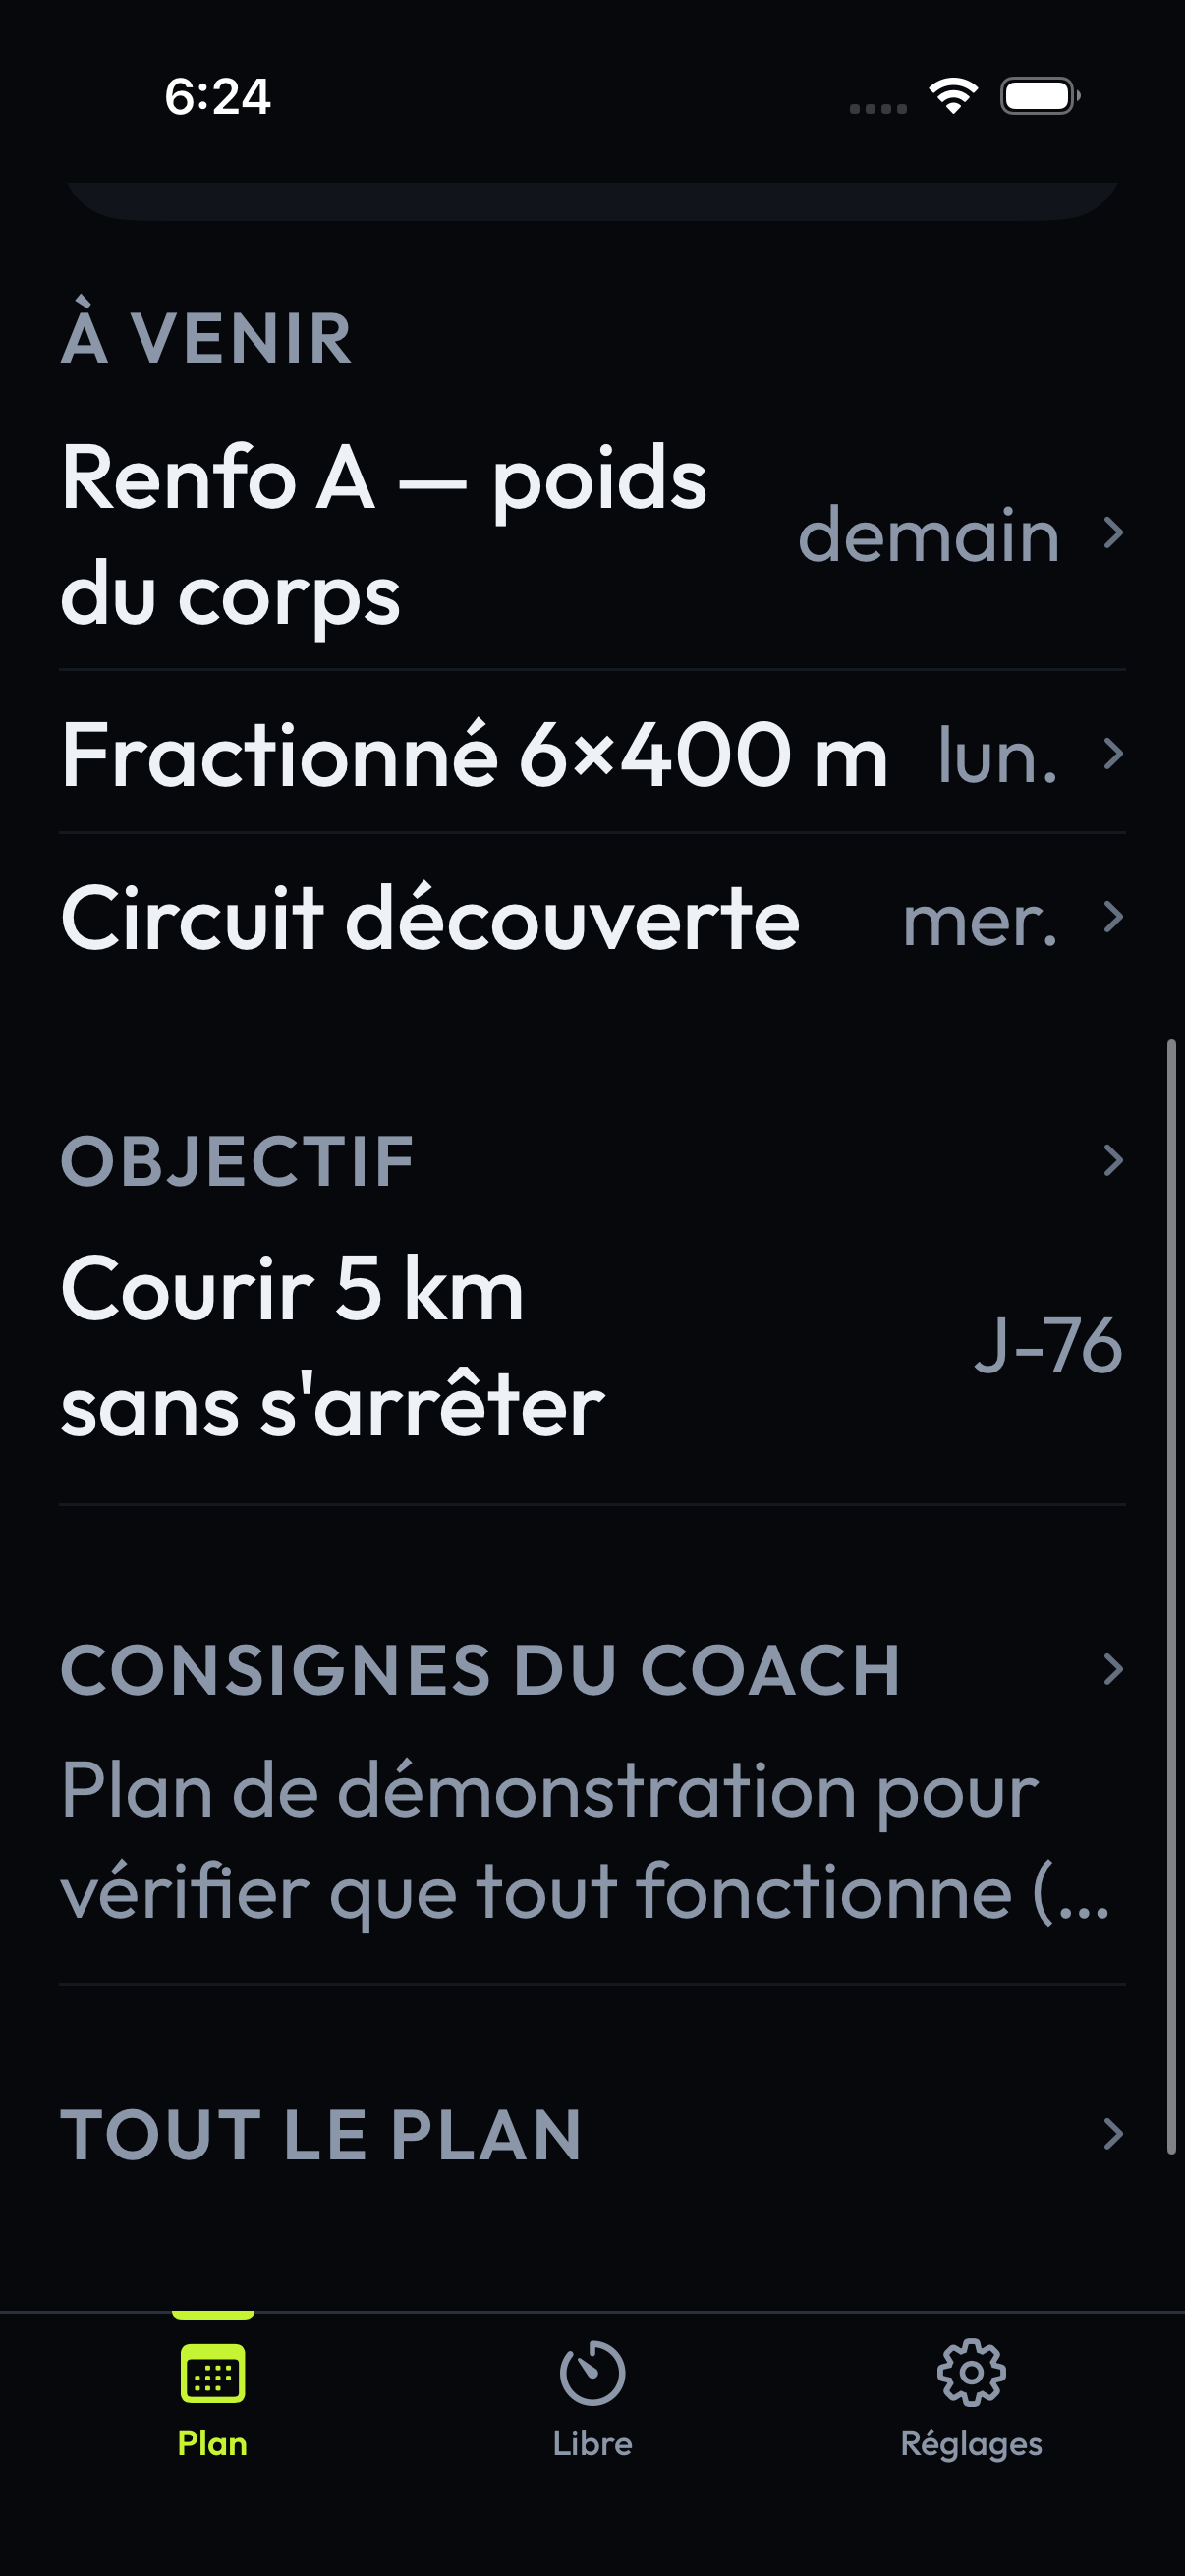 6:24
À VENIR
Renfo A — poids
du corps
demain
Fractionné 6×400 m
lun.
Circuit découverte
mer.
OBJECTIF
Courir 5 km
sans s'arrêter
J-76
CONSIGNES DU COACH
Plan de démonstration pour
vérifier que tout fonctionne (…
TOUT LE PLAN
Plan
Libre
Réglages